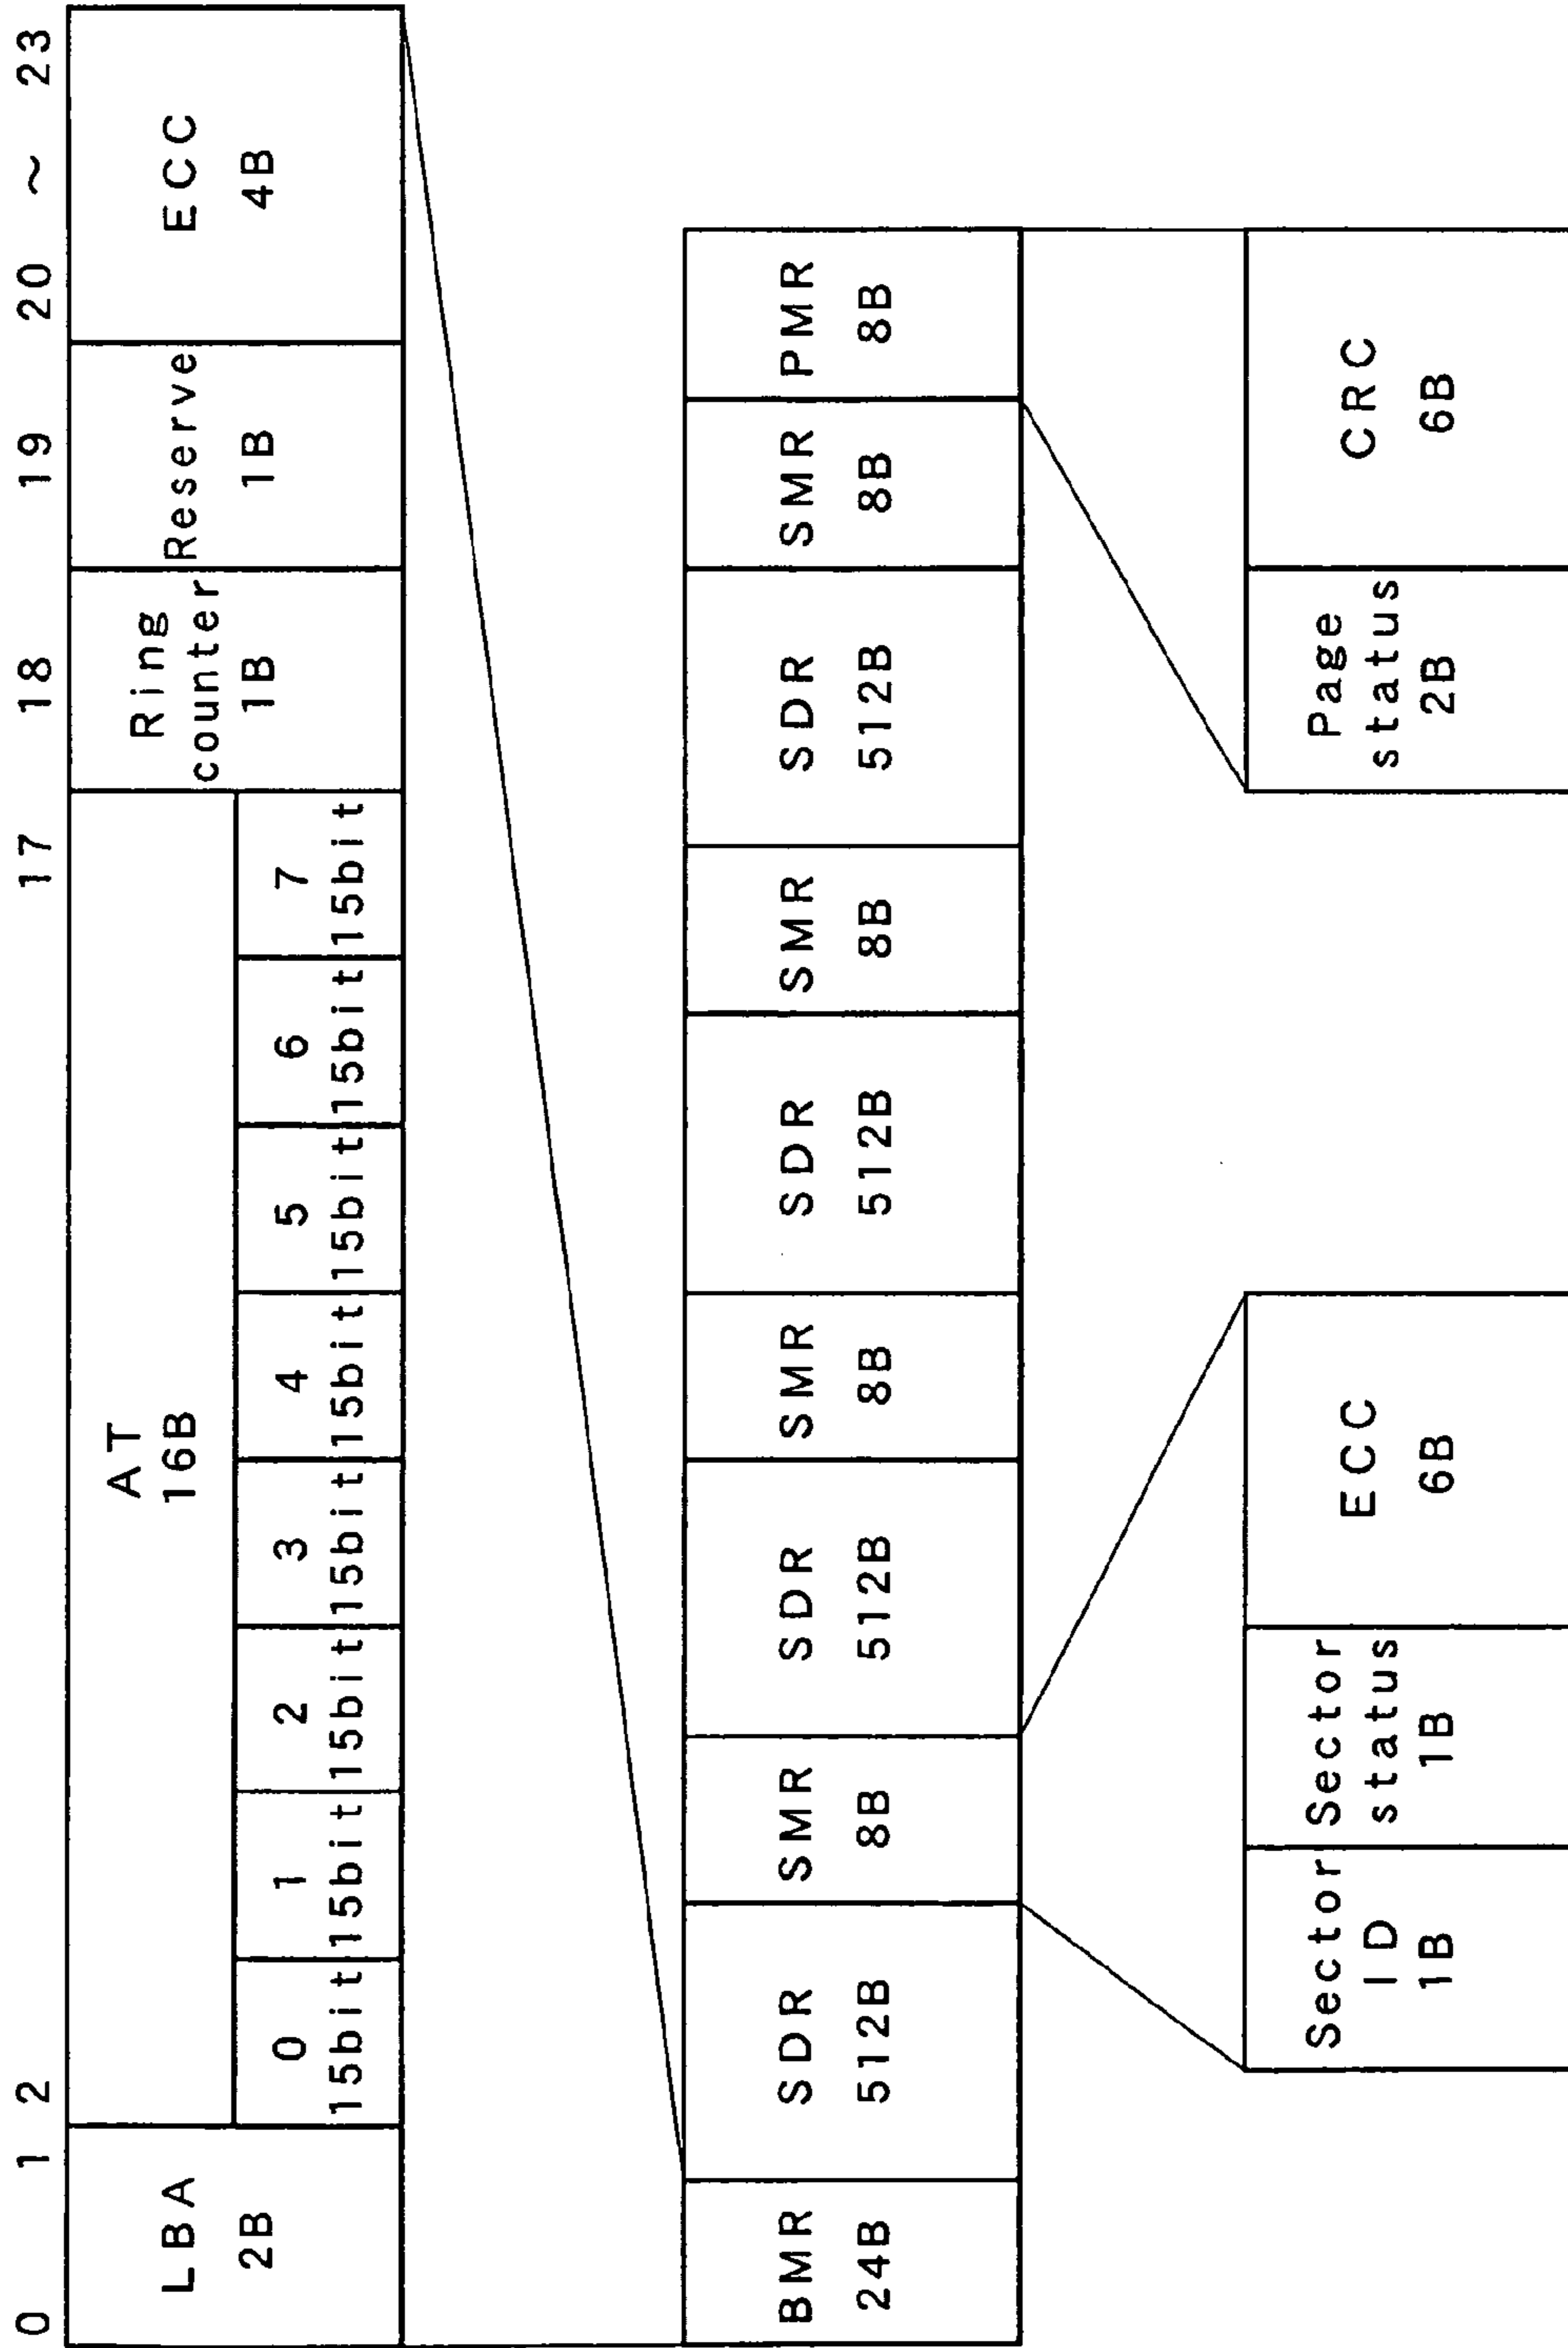 0 1 2 17 18 19 20 ~ 23
LBA
2B
AT
16B
0
15bit
1
15bit
2
15bit
3
15bit
4
15bit
5
15bit
6
15bit
7
15bit
Ring
counter
1B
Reserve
1B
ECC
4B
BMR
24B
SDR
512B
SMR
8B
SDR
512B
SMR
8B
SDR
512B
SMR
8B
SDR
512B
SMR
8B
PMR
8B
Sector
ID
1B
Sector
status
1B
ECC
6B
Page
status
2B
CRC
6B